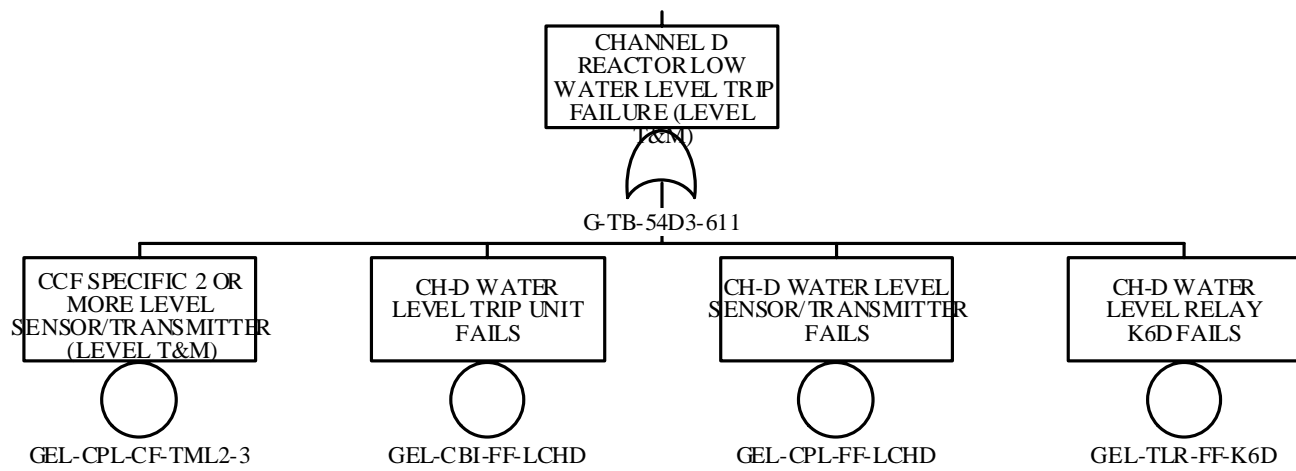 CHANNEL D
REACTOR LOW
WATER LEVEL TRIP
FAILURE (LEVEL
T&M)
G-TB-54D3-611
CCF SPECIFIC 2 OR
MORE LEVEL
SENSOR/TRANSMITTER
(LEVEL T&M)
GEL-CPL-CF-TML2-3
CH-D WATER
LEVEL TRIP UNIT
FAILS
GEL-CBI-FF-LCHD
CH-D WATER LEVEL
SENSOR/TRANSMITTER
FAILS
GEL-CPL-FF-LCHD
CH-D WATER
LEVEL RELAY
K6D FAILS
GEL-TLR-FF-K6D